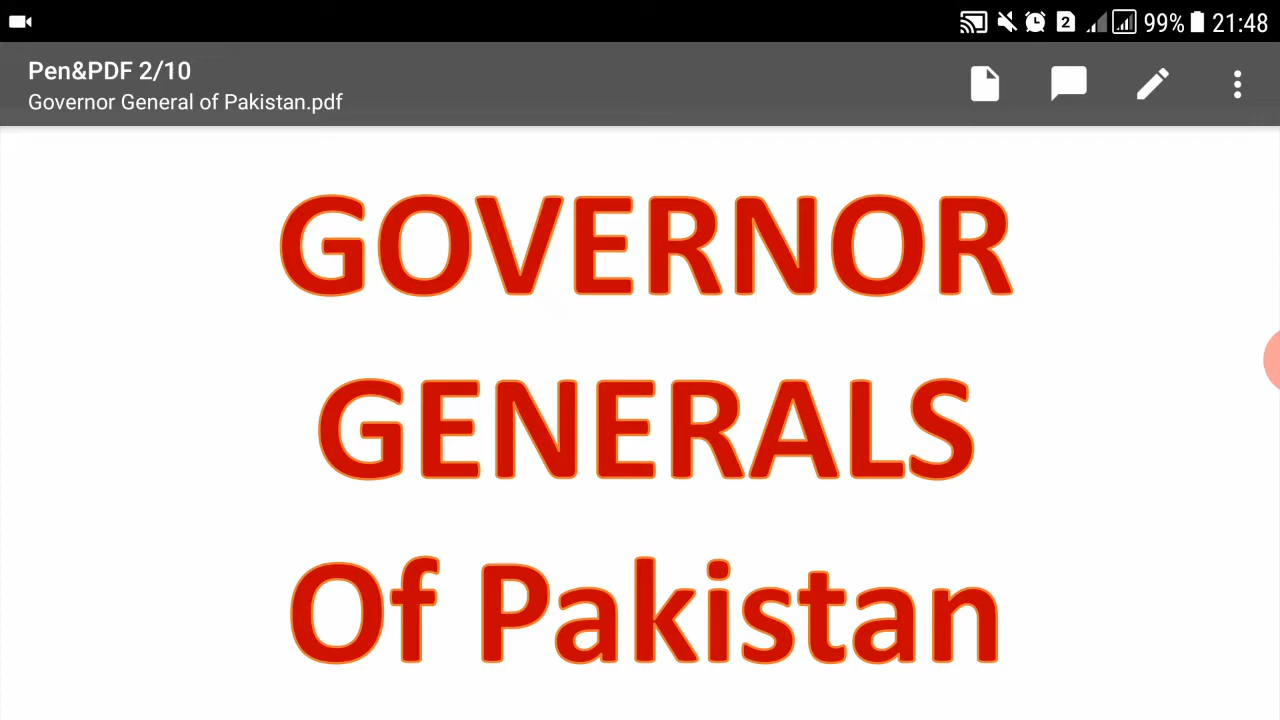 2 99% 21:48
Pen&PDF 2/10
Governor General of Pakistan.pdf
GOVERNOR
GENERALS
Of Pakistan